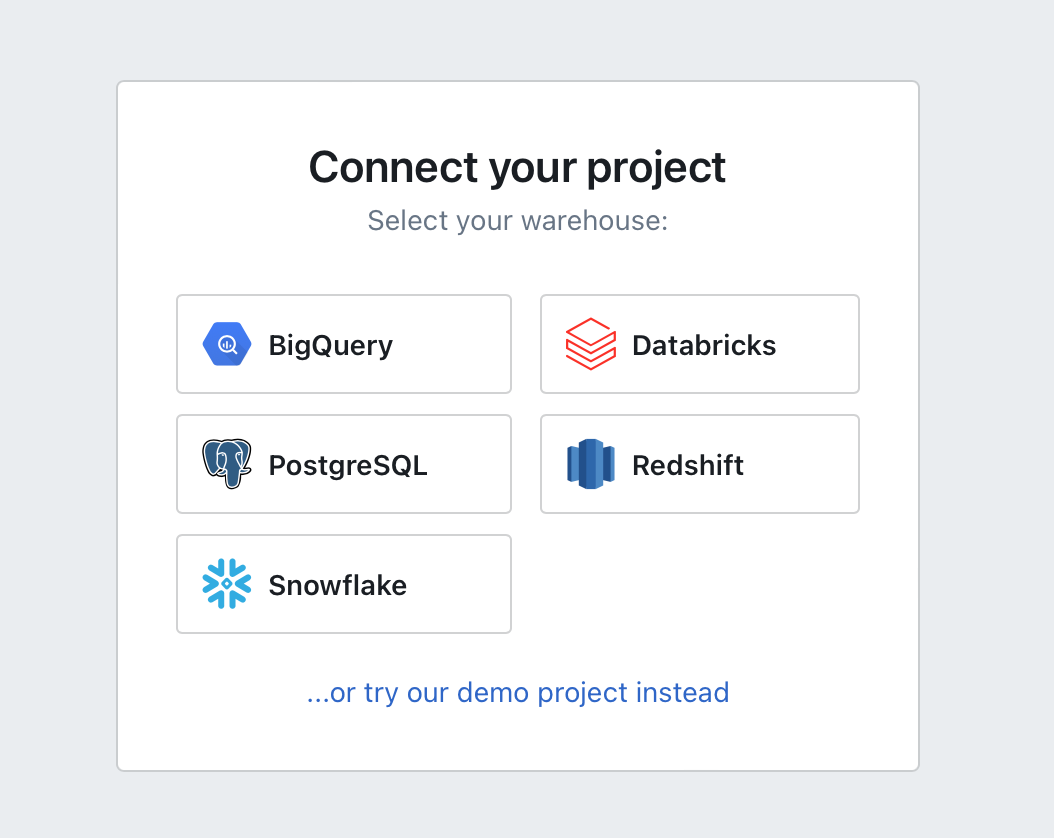 Connect your project
Select your warehouse:
BigQuery
Databricks
PostgreSQL
Redshift
Snowflake
...or try our demo project instead